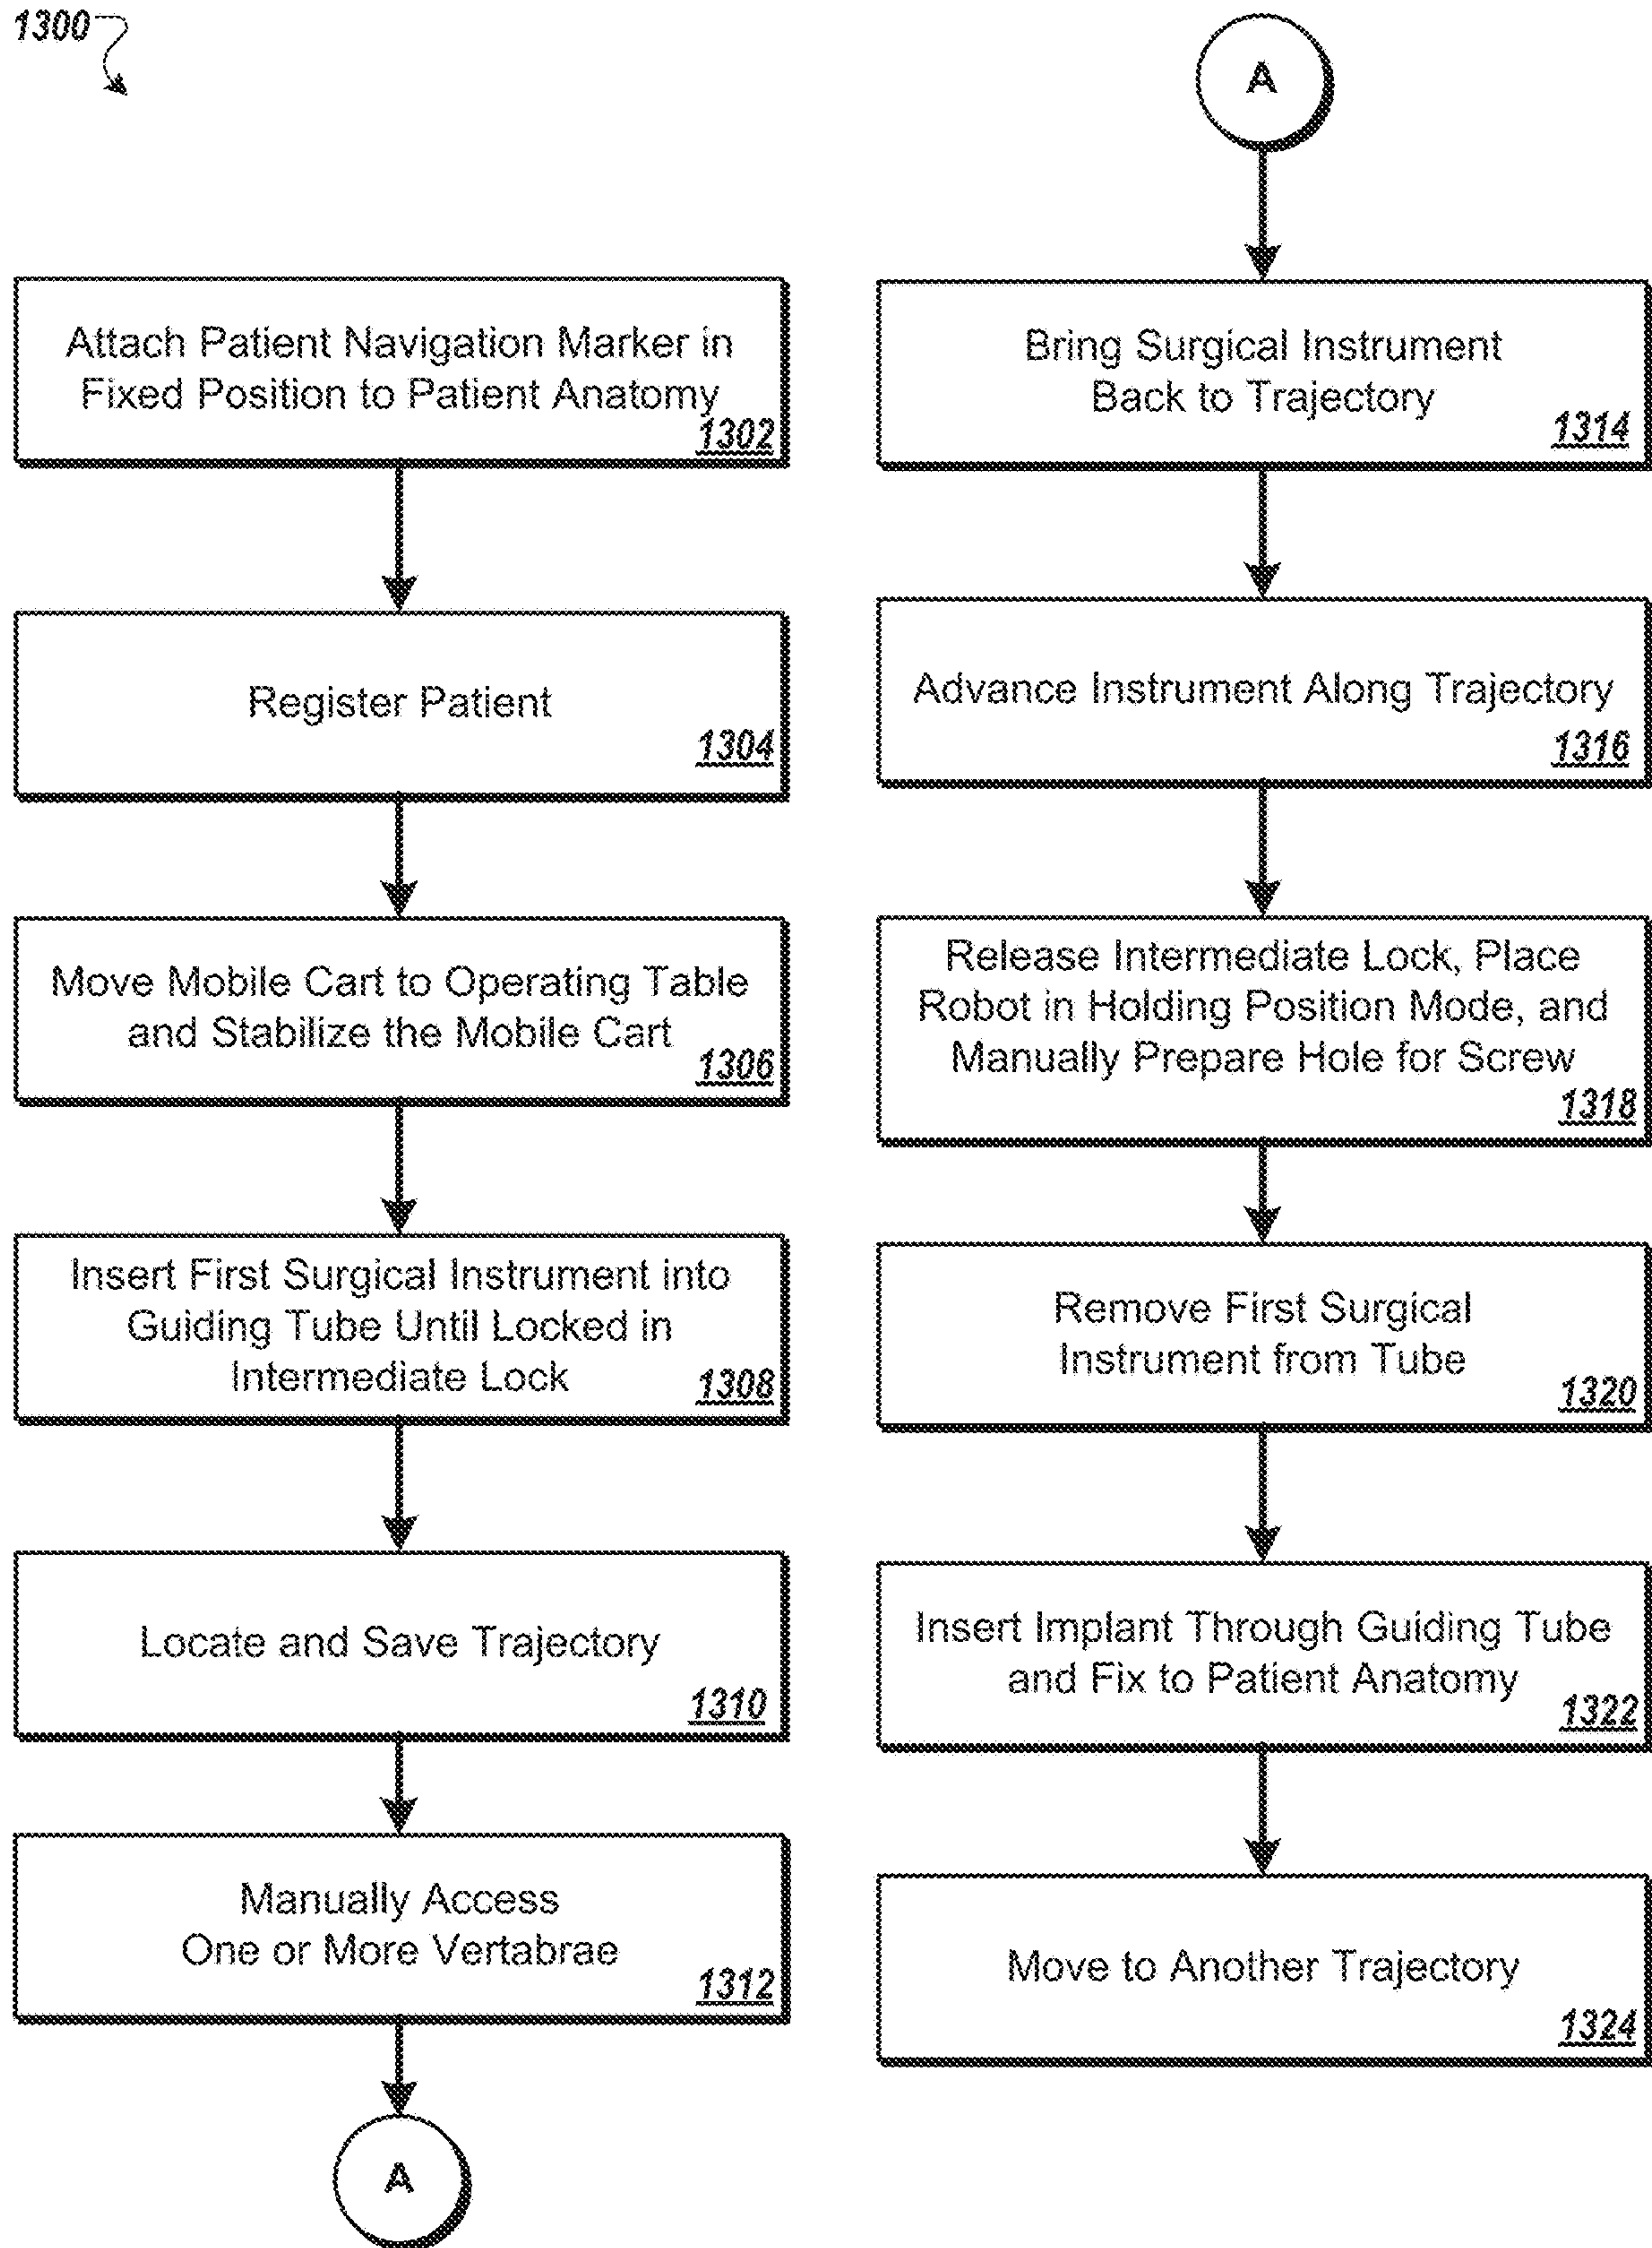 1300
Attach Patient Navigation Marker in
Fixed Position to Patient Anatomy
1302
Register Patient
1304
Move Mobile Cart to Operating Table
and Stabilize the Mobile Cart
1306
Insert First Surgical Instrument into
Guiding Tube Until Locked in
Intermediate Lock
1308
Locate and Save Trajectory
1310
Manually Access
One or More Vertabrae
1312
A
A
Bring Surgical Instrument
Back to Trajectory
1314
Advance Instrument Along Trajectory
1316
Release Intermediate Lock, Place
Robot in Holding Position Mode, and
Manually Prepare Hole for Screw
1318
Remove First Surgical
Instrument from Tube
1320
Insert Implant Through Guiding Tube
and Fix to Patient Anatomy
1322
Move to Another Trajectory
1324